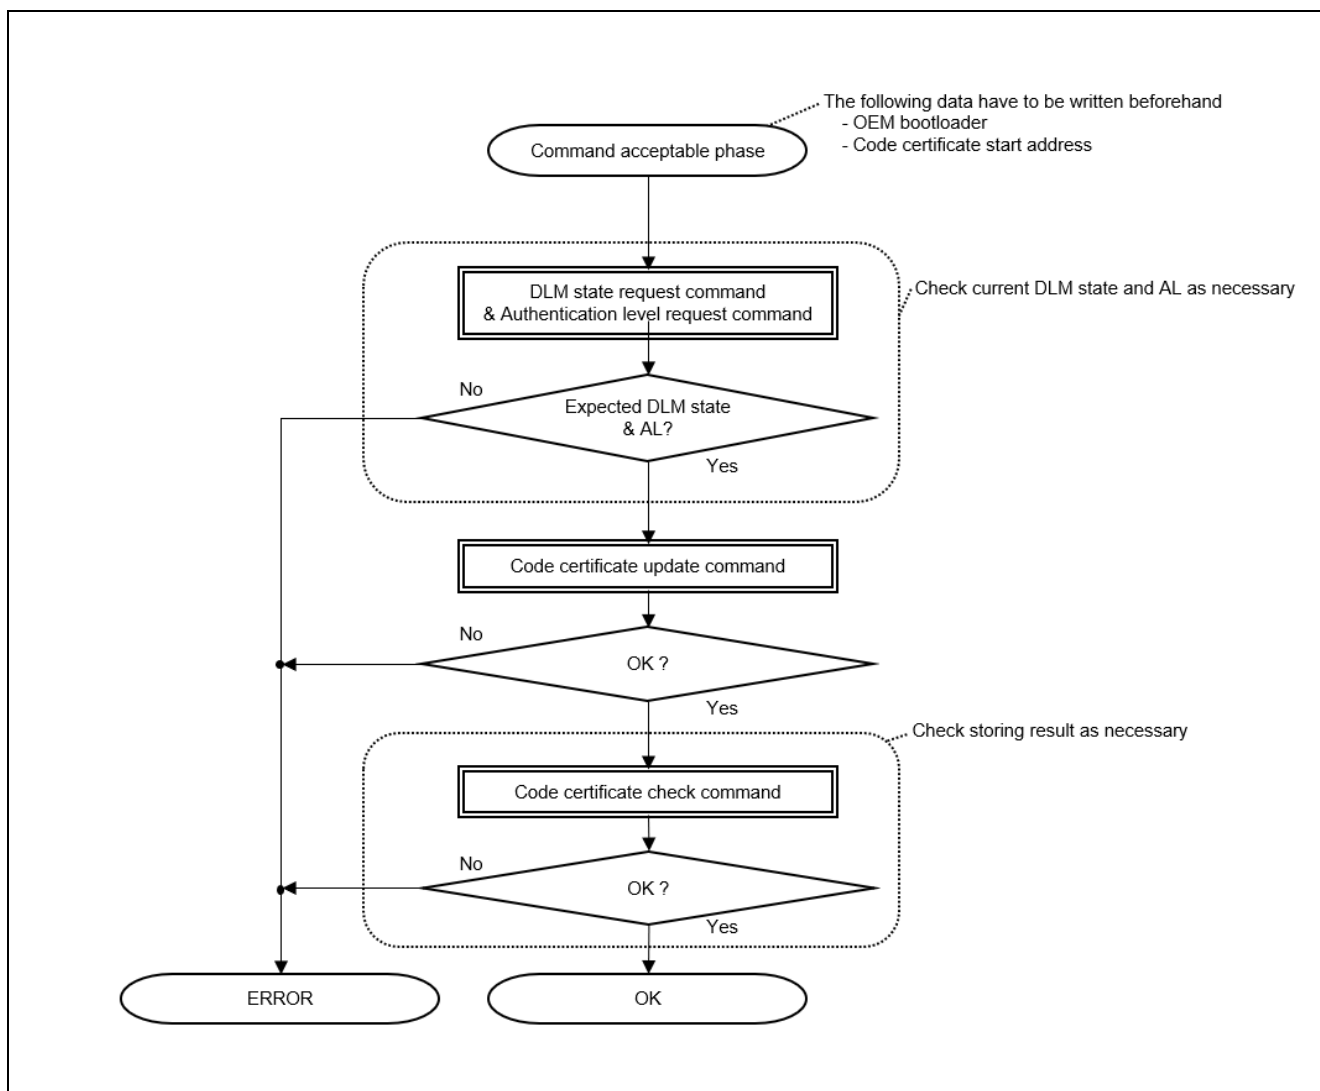 The following data have to be written beforehand
- OEM bootloader
- Code certificate start address
Command acceptable phase
DLM state request command
& Authentication level request command
Check current DLM state and AL as necessary
No
Expected DLM state
& AL?
Yes
Code certificate update command
No
OK ?
Yes
Check storing result as necessary
Code certificate check command
No
OK ?
Yes
ERROR
OK